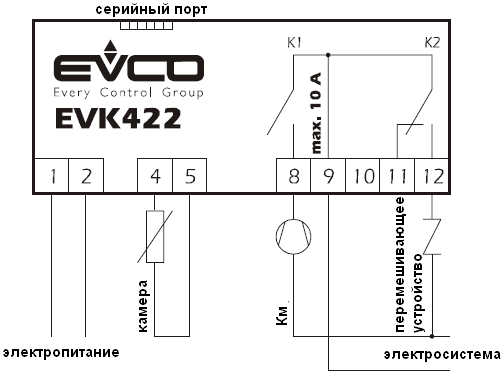 серийный порт
EVCO
Every Control Group
EVK422
K1
K2
max. 10 A
1 2 4 5 8 9 10 11 12
камера
Км
перемешивающее
устройство
электропитание
электросистема